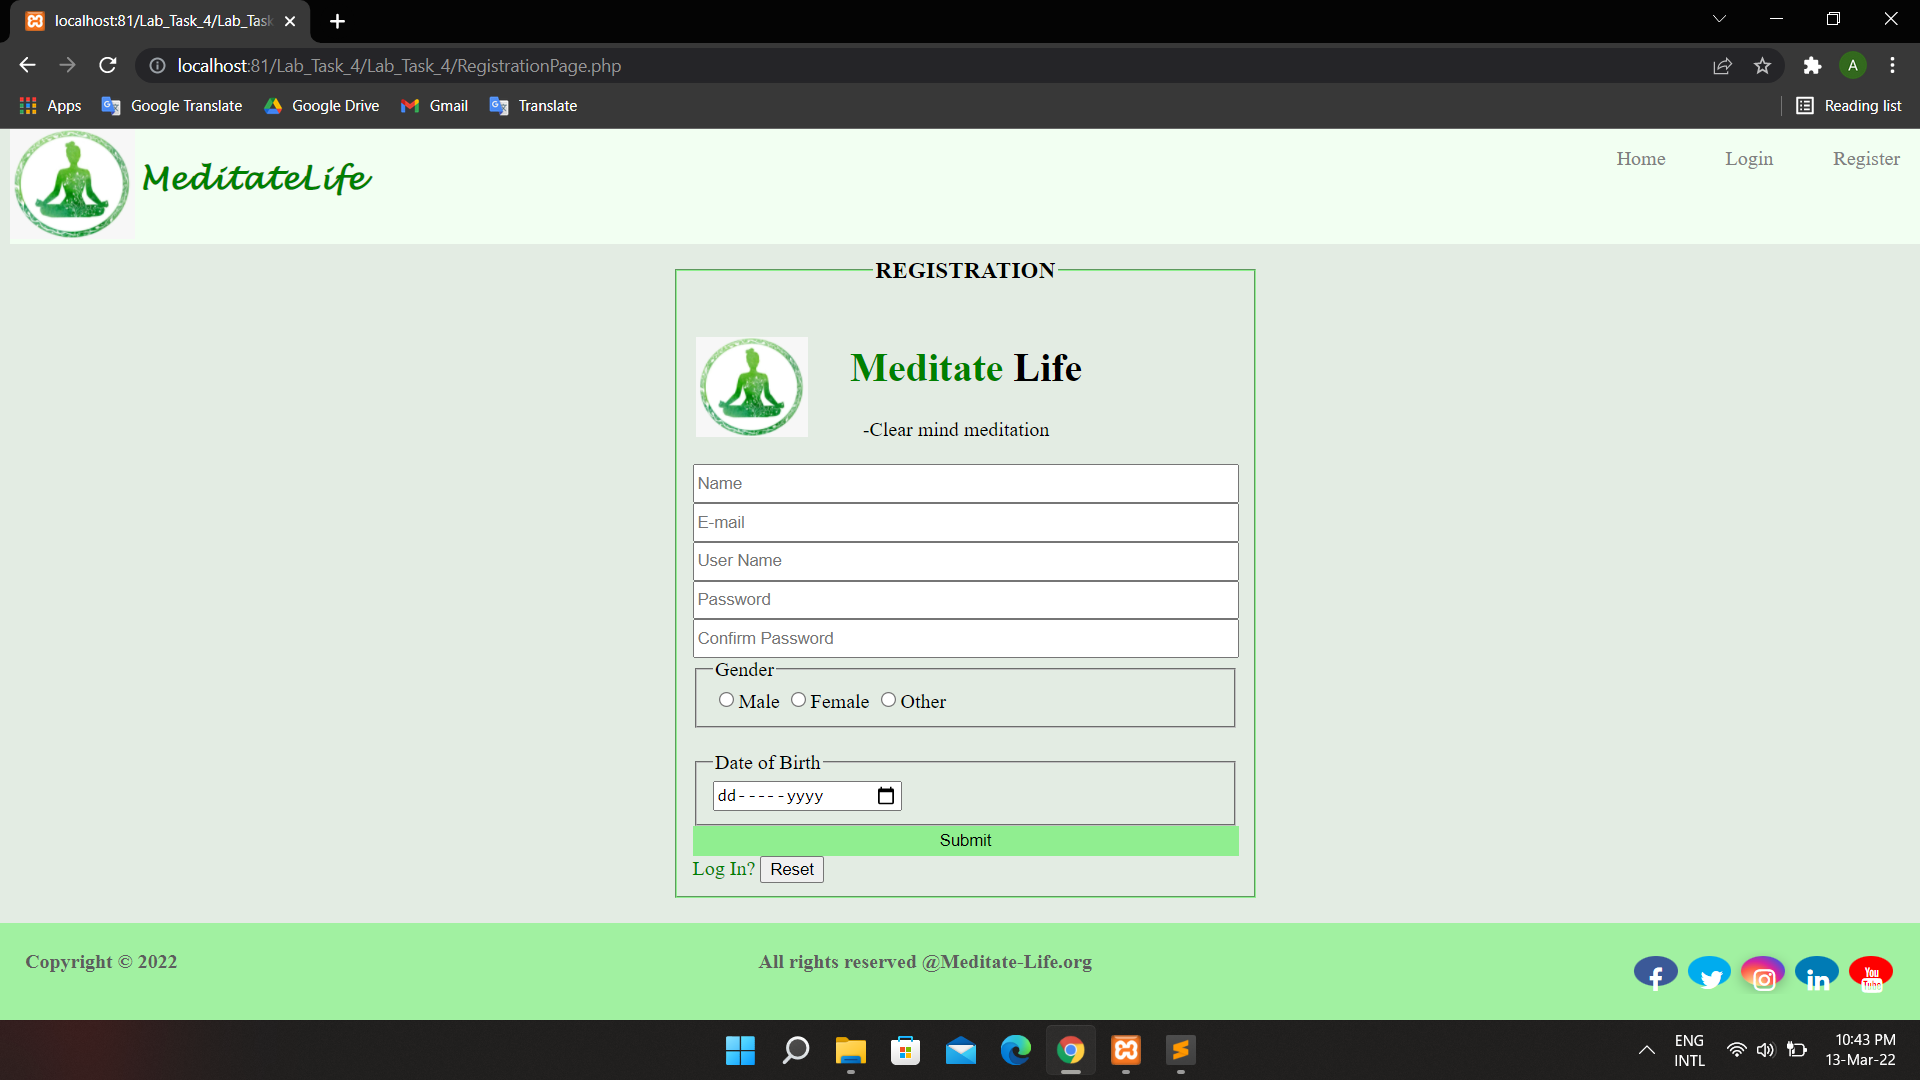 localhost:81/Lab_Task_4/Lab_Task
localhost:81/Lab_Task_4/Lab_Task_4/RegistrationPage.php
A
Apps Google Translate Google Drive Gmail Translate Reading list
MeditateLife
Home Login Register
REGISTRATION
Meditate Life
-Clear mind meditation
Name
E-mail
User Name
Password
Confirm Password
Gender
Male Female Other
Date of Birth
dd-----yyyy
Submit
Log In? Reset
Copyright © 2022 All rights reserved @Meditate-Life.org
f in You Tube
ENG 10:43 PM
INTL 13-Mar-22